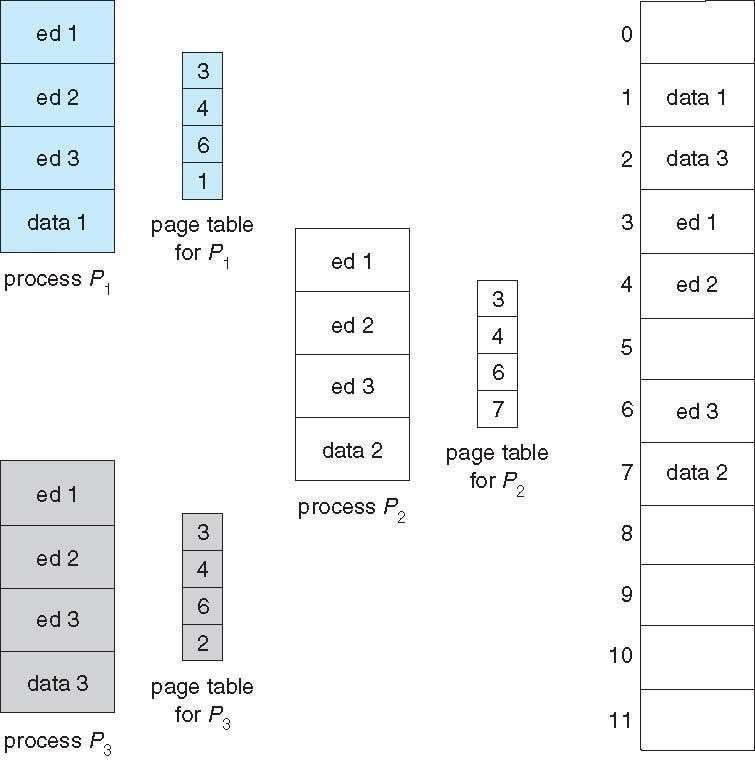 ed 1
ed 2
ed 3
data 1
process P1
3
4
6
1
page table
for P1
ed 1
ed 2
ed 3
data 2
process P2
3
4
6
7
page table
for P2
ed 1
ed 2
ed 3
data 3
process P3
3
4
6
2
page table
for P3
0
1 data 1
2 data 3
3 ed 1
4 ed 2
5
6 ed 3
7 data 2
8
9
10
11